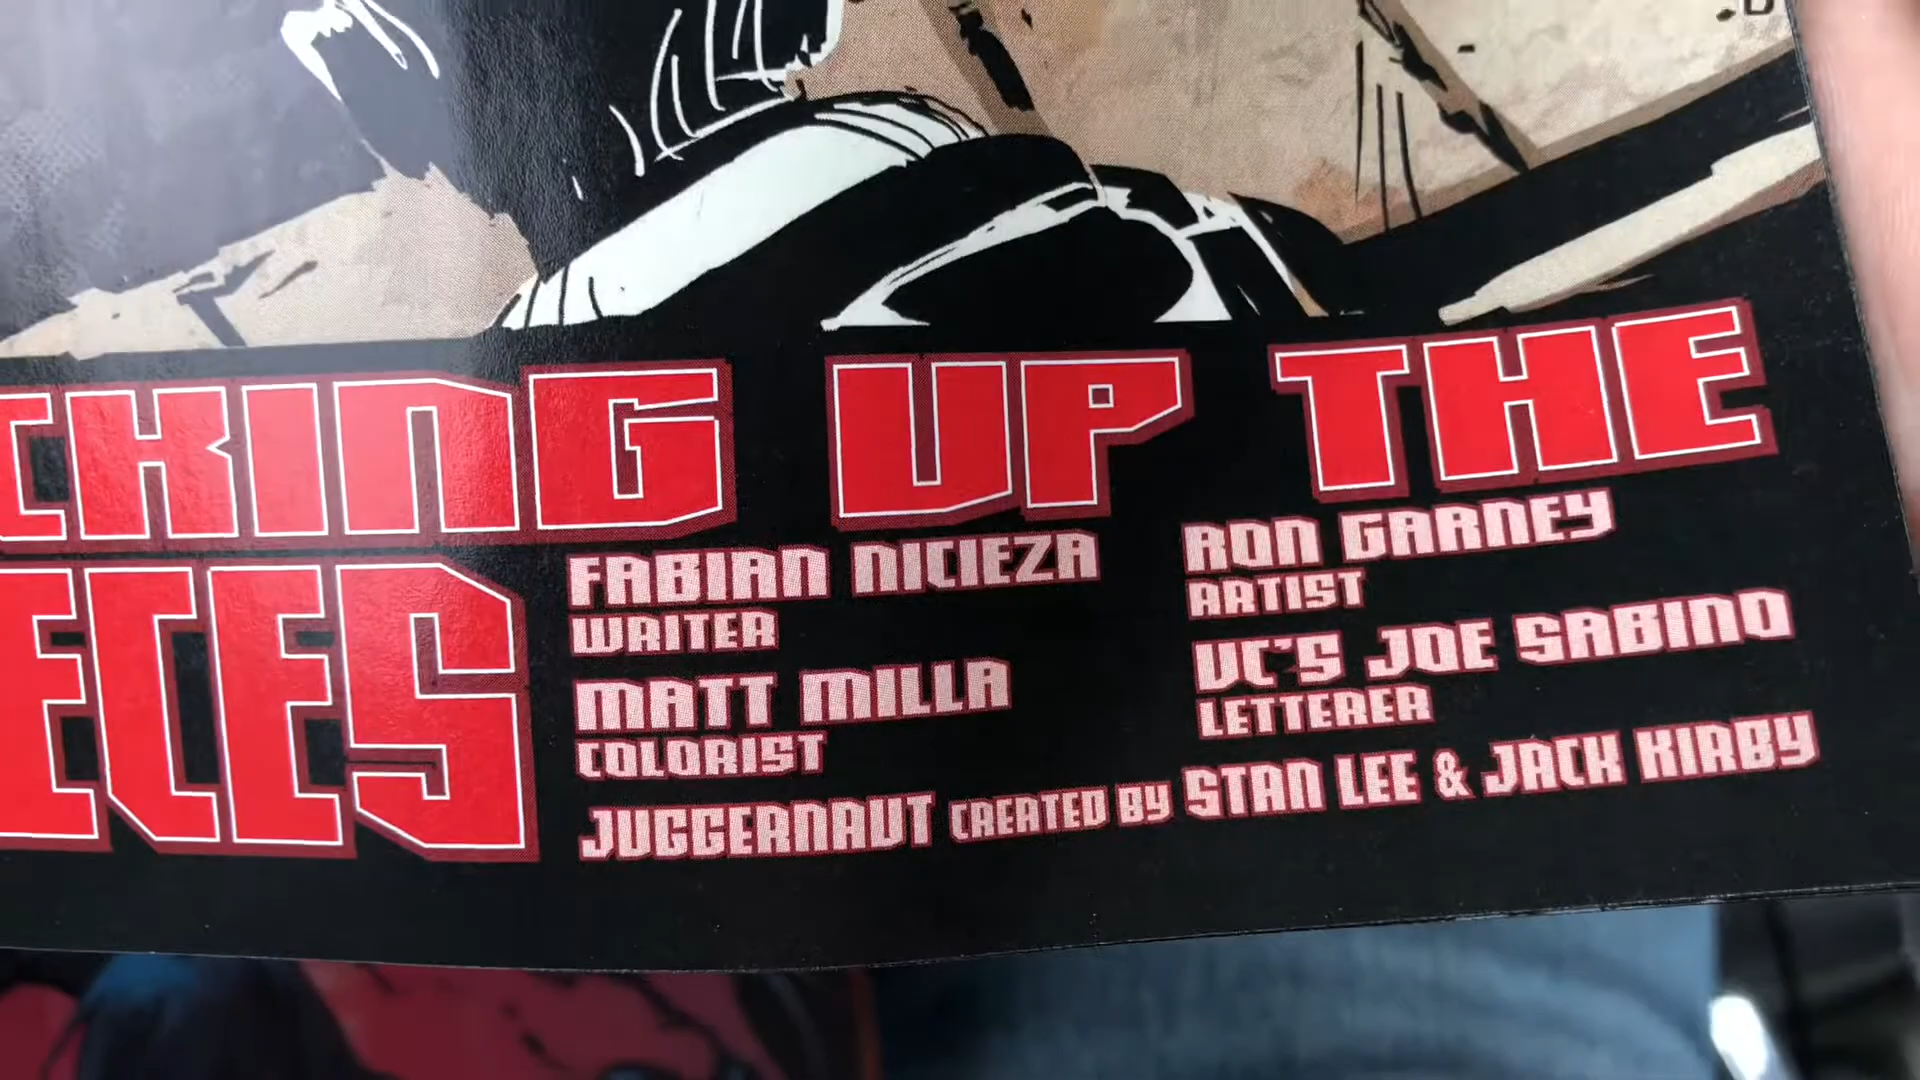 CKING UP THE
ECES
FABIAN NICIEZA
WRITER
RON GARNEY
ARTIST
MATT MILLA
COLORIST
VC'S JOE SABINO
LETTERER
JUGGERNAUT CREATED BY STAN LEE & JACK KIRBY